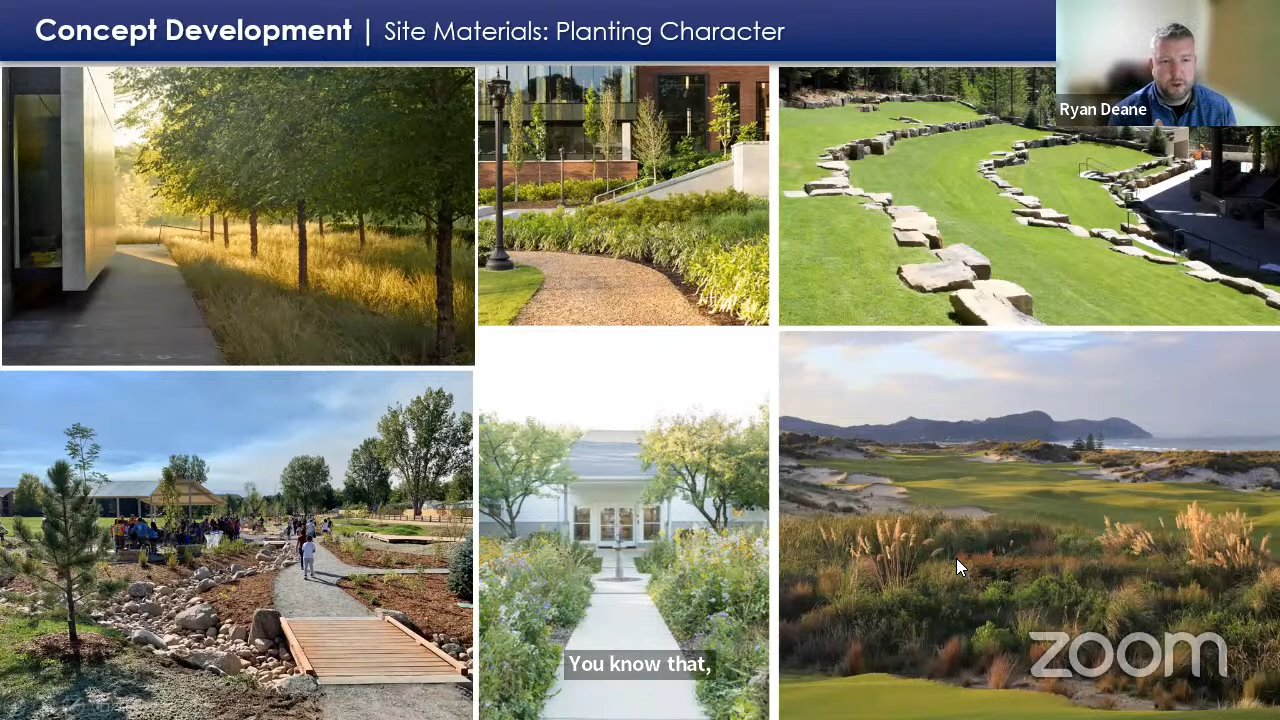 Concept Development | Site Materials: Planting Character
Ryan Deane
You know that,
zoom